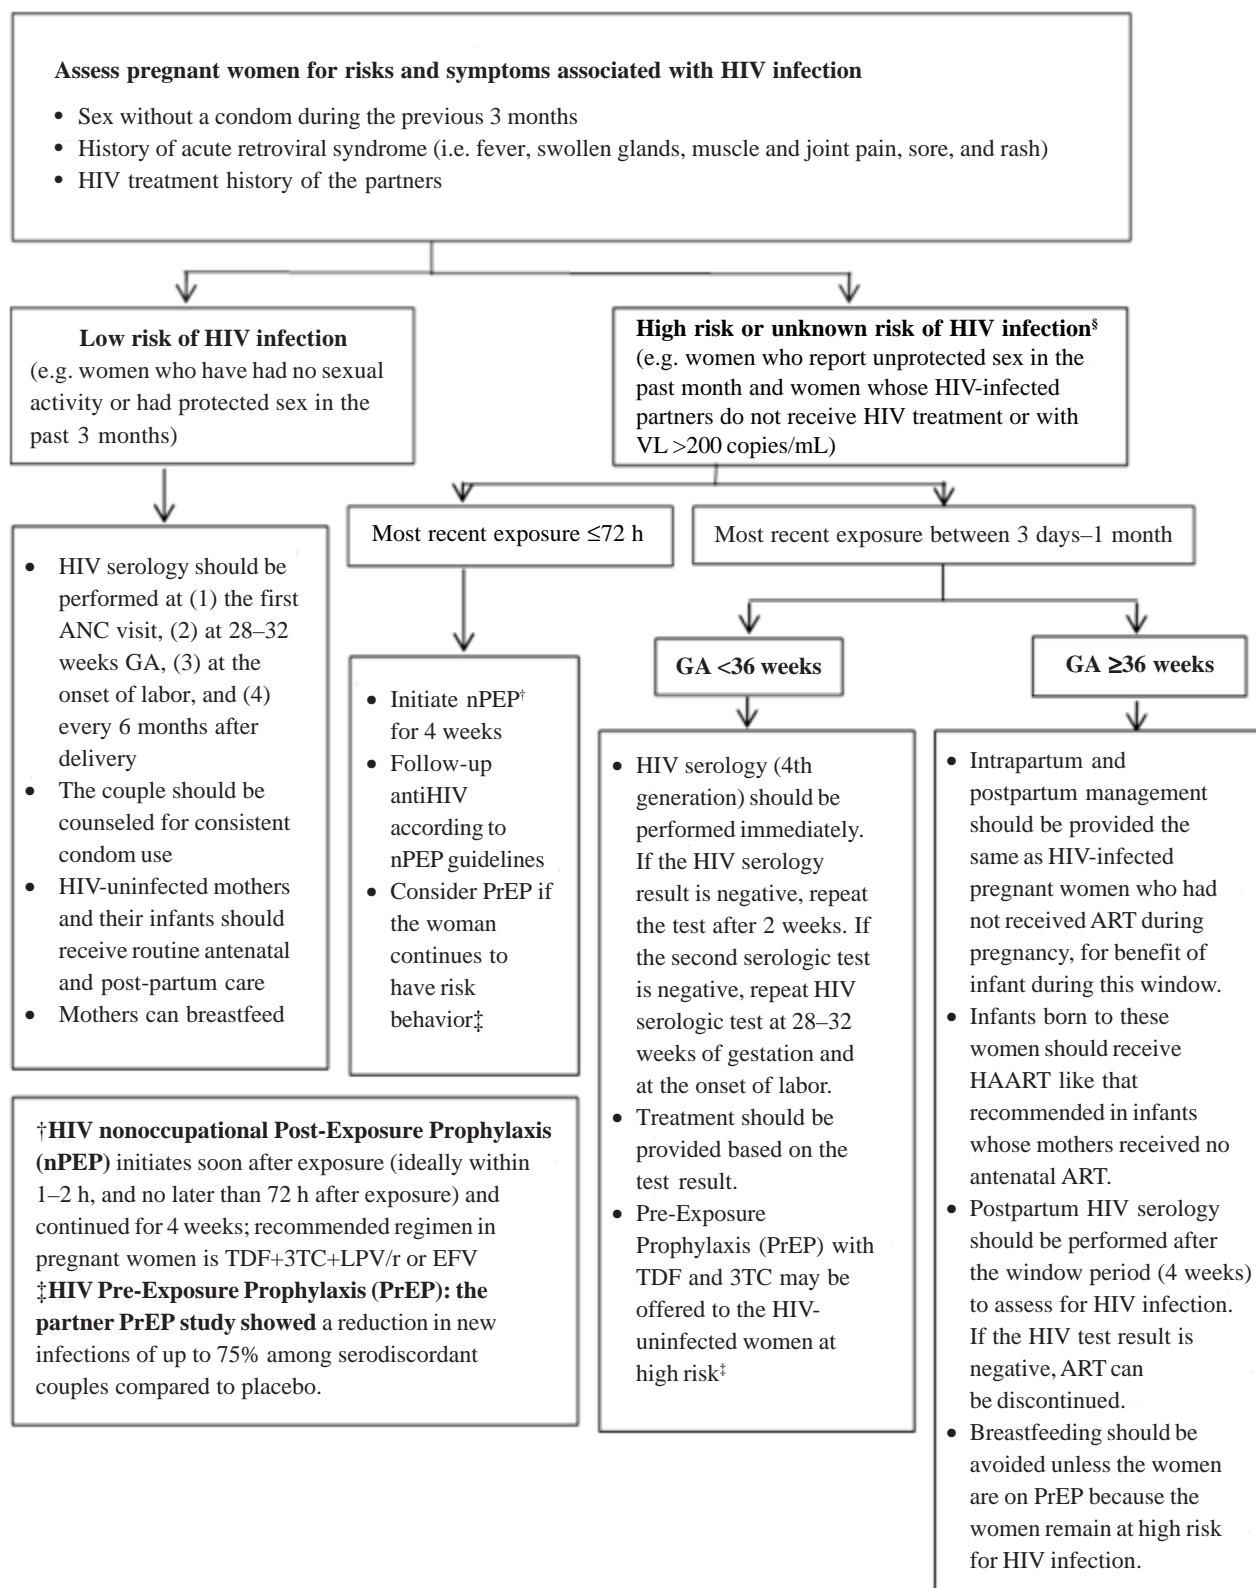 Assess pregnant women for risks and symptoms associated with HIV infection
• Sex without a condom during the previous 3 months
• History of acute retroviral syndrome (i.e. fever, swollen glands, muscle and joint pain, sore, and rash)
• HIV treatment history of the partners
Low risk of HIV infection
(e.g. women who have had no sexual
activity or had protected sex in the
past 3 months)
High risk or unknown risk of HIV infection§
(e.g. women who report unprotected sex in the
past month and women whose HIV-infected
partners do not receive HIV treatment or with
VL >200 copies/mL)
Most recent exposure ≤72 h
Most recent exposure between 3 days–1 month
GA <36 weeks
GA ≥36 weeks
• HIV serology should be
performed at (1) the first
ANC visit, (2) at 28–32
weeks GA, (3) at the
onset of labor, and (4)
every 6 months after
delivery
• The couple should be
counseled for consistent
condom use
• HIV-uninfected mothers
and their infants should
receive routine antenatal
and post-partum care
• Mothers can breastfeed
• Initiate nPEP†
for 4 weeks
• Follow-up
antiHIV
according to
nPEP guidelines
• Consider PrEP if
the woman
continues to
have risk
behavior‡
• HIV serology (4th
generation) should be
performed immediately.
If the HIV serology
result is negative, repeat
the test after 2 weeks. If
the second serologic test
is negative, repeat HIV
serologic test at 28–32
weeks of gestation and
at the onset of labor.
• Treatment should be
provided based on the
test result.
• Pre-Exposure
Prophylaxis (PrEP) with
TDF and 3TC may be
offered to the HIV-
uninfected women at
high risk‡
• Intrapartum and
postpartum management
should be provided the
same as HIV-infected
pregnant women who had
not received ART during
pregnancy, for benefit of
infant during this window.
• Infants born to these
women should receive
HAART like that
recommended in infants
whose mothers received no
antenatal ART.
• Postpartum HIV serology
should be performed after
the window period (4 weeks)
to assess for HIV infection.
If the HIV test result is
negative, ART can
be discontinued.
• Breastfeeding should be
avoided unless the women
are on PrEP because the
women remain at high risk
for HIV infection.
†HIV nonoccupational Post-Exposure Prophylaxis
(nPEP) initiates soon after exposure (ideally within
1–2 h, and no later than 72 h after exposure) and
continued for 4 weeks; recommended regimen in
pregnant women is TDF+3TC+LPV/r or EFV
‡HIV Pre-Exposure Prophylaxis (PrEP): the
partner PrEP study showed a reduction in new
infections of up to 75% among serodiscordant
couples compared to placebo.